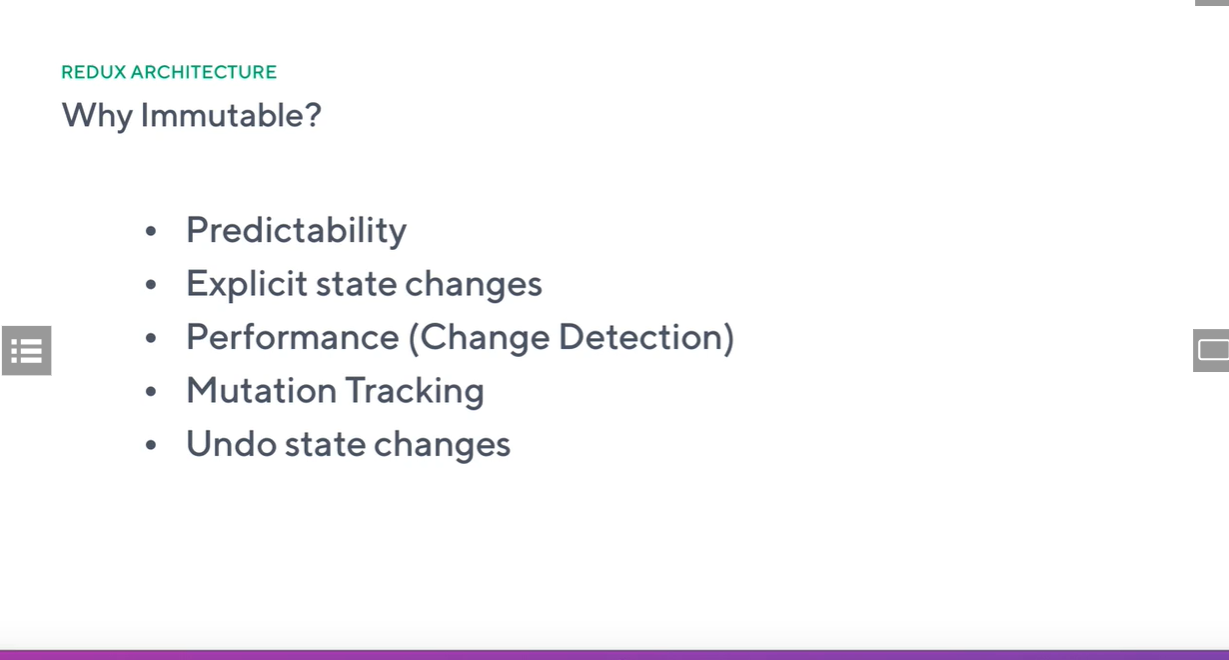 REDUX ARCHITECTURE
Why Immutable?
• Predictability
• Explicit state changes
• Performance (Change Detection)
• Mutation Tracking
• Undo state changes